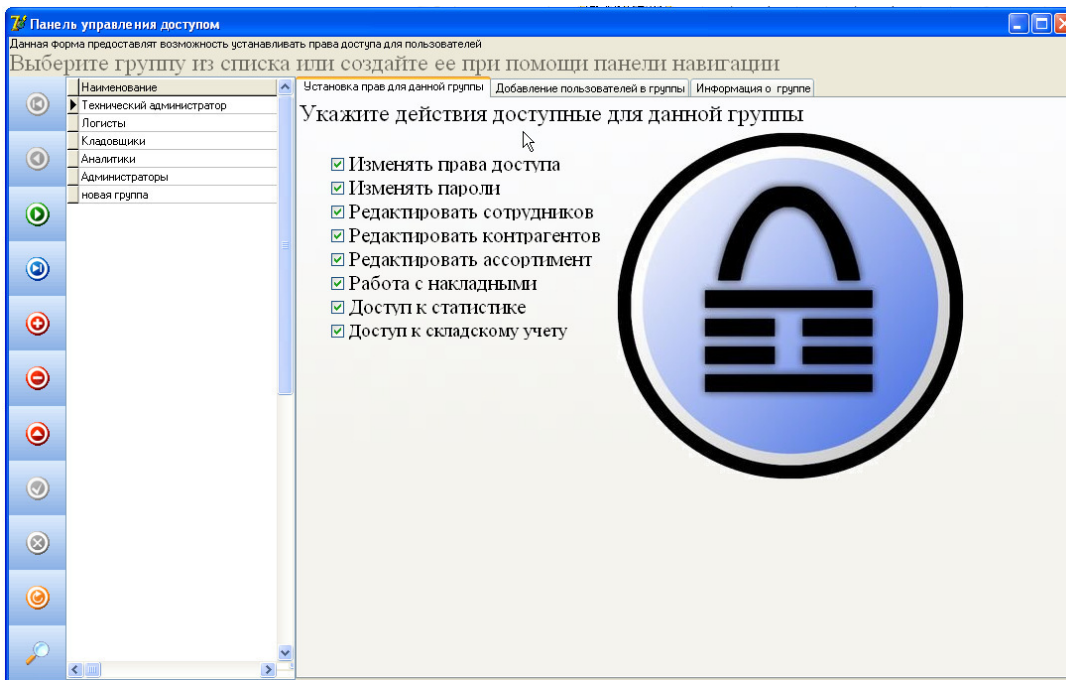 Панель управления доступом
Данная форма предоставлят возможность устанавливать права доступа для пользователей
Выберите группу из списка или создайте ее при помощи панели навигации
Наименование
Технический администратор
Логисты
Кладовщики
Аналитики
Администраторы
новая группа
Установка прав для данной группы
Добавление пользователей в группы
Информация о группе
Укажите действия доступные для данной группы
Изменять права доступа
Изменять пароли
Редактировать сотрудников
Редактировать контрагентов
Редактировать ассортимент
Работа с накладными
Доступ к статистике
Доступ к складскому учету